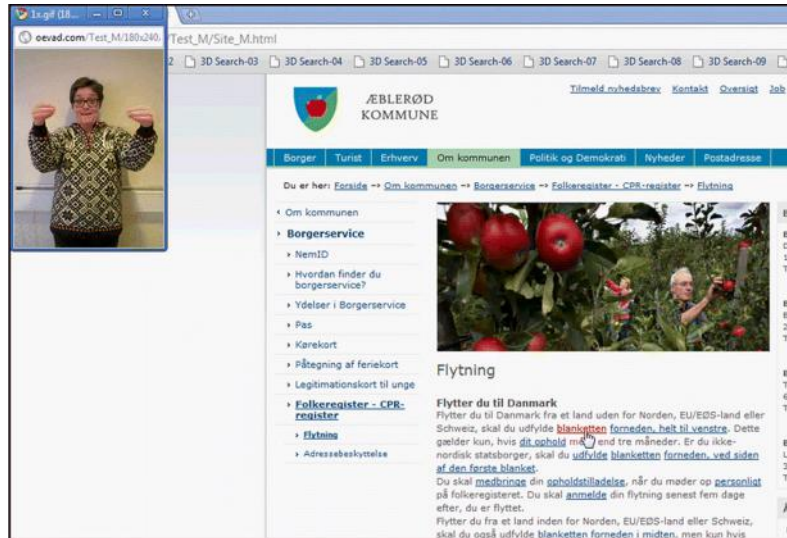 1x.gif (18...
oevad.com/Test_M/180x240.
/Test_M/Site_M.html
2
3D Search-03
3D Search-04
3D Search-05
3D Search-06
3D Search-07
3D Search-08
3D Search-09
ÆBLERØD
KOMMUNE
Tilmeld nyhedsbrev Kontakt Oversigt Job
Borger Turist Erhverv Om kommunen Politik og Demokrati Nyheder Postadresse
Du er her: Forside -> Om kommunen -> Borgerservice -> Folkeregister - CPR-register -> Flytning
Om kommunen
Borgerservice
NemID
Hvordan finder du
borgerservice?
Ydelser i Borgerservice
Pas
Kørekort
Påtegning af feriekort
Legitimationskort til unge
Folkeregister - CPR-
register
Flytning
Adressebeskyttelse
Flytning
Flytter du til Danmark
Flytter du til Danmark fra et land uden for Norden, EU/EØS-land eller
Schweiz, skal du udfylde blanketten forneden, helt til venstre. Dette
gælder kun, hvis dit ophold end tre måneder. Er du ikke-
nordisk statsborger, skal du udfylde blanketten forneden, ved siden
af den første blanket.
Du skal medbringe din opholdstilladelse, når du møder op personligt
på folkeregisteret. Du skal anmelde din flytning senest fem dage
efter, du er flyttet.
Flytter du fra et land inden for Norden, EU/EØS-land eller Schweiz,
skal du også udfylde blanketten forneden i midten, men kun hvis